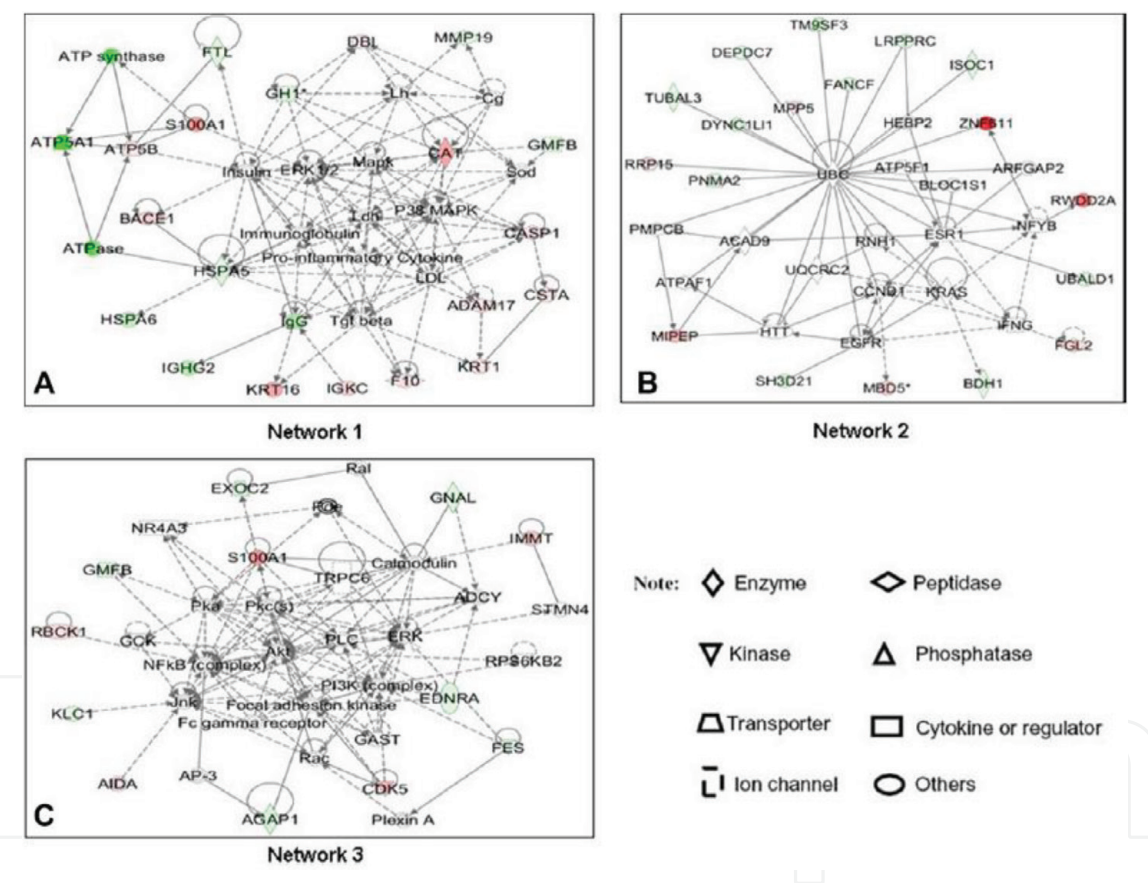 ATP synthase
FTL
DBL
MMP19
GH1*
Lh
Cg
S100A1
ATP5A1
ATP5B
Insulin
ERK1/2
Mapk
CAT
GMFB
Sod
BACE1
Ldh
P38 MAPK
Immunoglobulin
CASP1
ATPase
HSPA5
Pro-inflammatory Cytokine
LDL
ADAM17
CSTA
HSPA6
IgG
Tgf beta
IGHG2
KRT16
IGKC
F10
KRT1
A
Network 1
TM9SF3
DEPDC7
LRPPRC
ISOC1
TUBAL3
FANCF
MPP5
DYNC1LI1
HEBP2
ZNF611
RRP15
PNMA2
UBC
ATP5F1
ARFGAP2
BLOC1S1
RWDD2A
PMPCB
ACAD9
RNH1
ESR1
NFYB
ATPAF1
UQCRC2
CCND1
KRAS
UBALD1
MIPEP
HTT
EGFR
IFNG
FGL2
SH3D21
MBD5*
BDH1
B
Network 2
Ral
EXOC2
GNAL
NR4A3
IMMT
S100A1
Calmodulin
GMFB
TRPC6
Pka
Pkc(s)
ADCY
STMN4
RBCK1
GCK
Akt
PLC
ERK
NFkB (complex)
RPS6KB2
PI3K (complex)
EDNRA
KLC1
Jnk
Focal adhesion kinase
Fc gamma receptor
GAST
FES
Rac
AIDA
AP-3
CDK5
AGAP1
Plexin A
C
Network 3
Note:
Enzyme
Peptidase
Kinase
Phosphatase
Transporter
Cytokine or regulator
Ion channel
Others